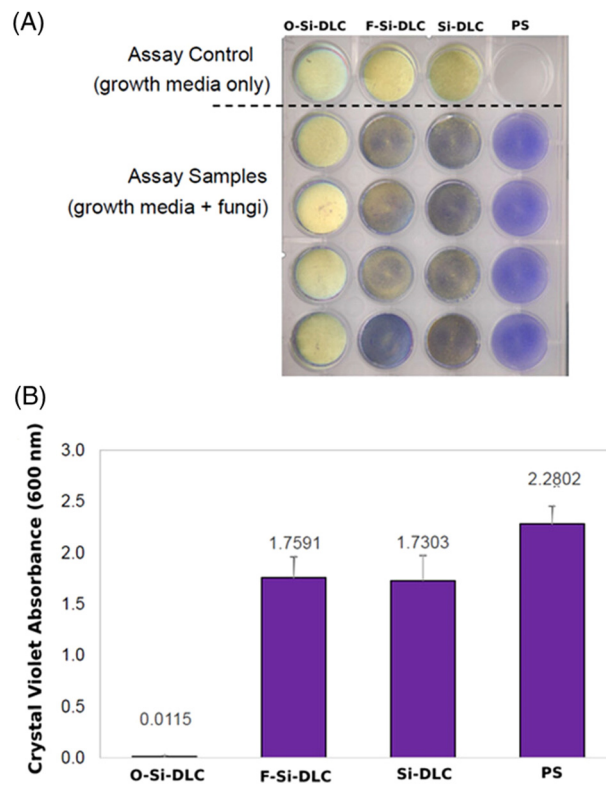 (A)
O-Si-DLC F-Si-DLC Si-DLC PS
Assay Control
(growth media only)
Assay Samples
(growth media + fungi)
(B)
Crystal Violet Absorbance (600 nm)
3.0
2.5
2.0
1.5
1.0
0.5
0.0
0.0115
1.7591
1.7303
2.2802
O-Si-DLC F-Si-DLC Si-DLC PS